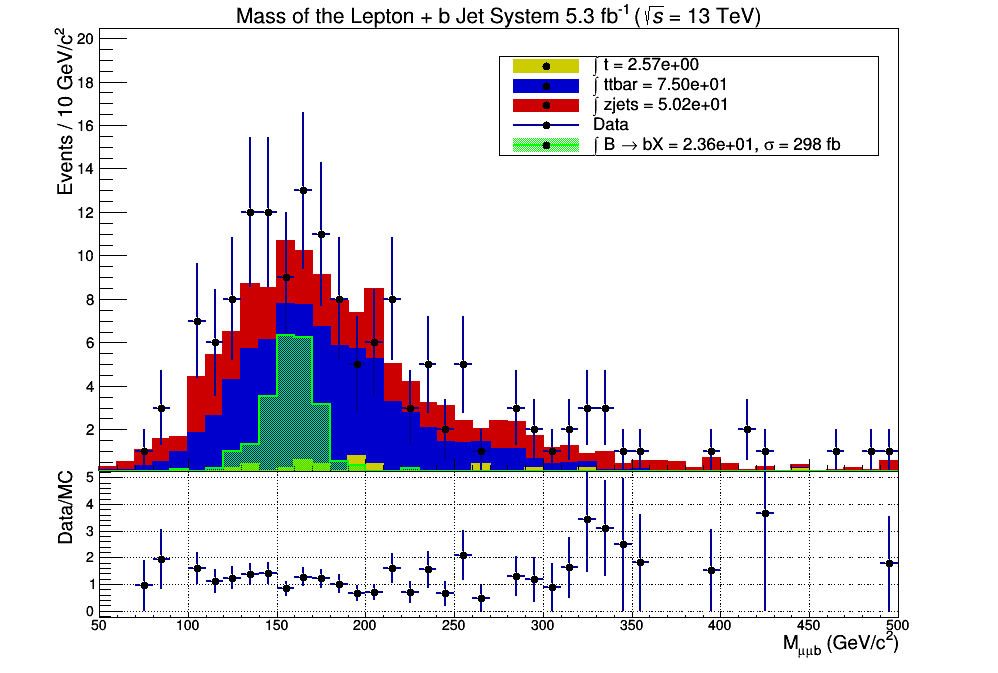 Mass of the Lepton + b Jet System 5.3 fb⁻¹ (√s = 13 TeV)
Events / 10 GeV/c²
20
18
16
14
12
10
8
6
4
2
∫ t = 2.57e+00
∫ ttbar = 7.50e+01
∫ zjets = 5.02e+01
Data
∫ B → bX = 2.36e+01, σ = 298 fb
Data/MC
5
4
3
2
1
0
50 100 150 200 250 300 350 400 450 500
M_μμb (GeV/c²)